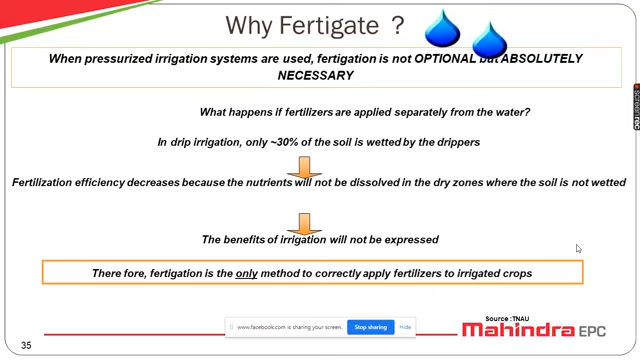 Why Fertigate ?
When pressurized irrigation systems are used, fertigation is not OPTIONAL but ABSOLUTELY
NECESSARY
What happens if fertilizers are applied separately from the water?
In drip irrigation, only ~30% of the soil is wetted by the drippers
Fertilization efficiency decreases because the nutrients will not be dissolved in the dry zones where the soil is not wetted
The benefits of irrigation will not be expressed
There fore, fertigation is the only method to correctly apply fertilizers to irrigated crops
Source :TNAU
Mahindra EPC
www.facebook.com is sharing your screen. Stop sharing Hide
35